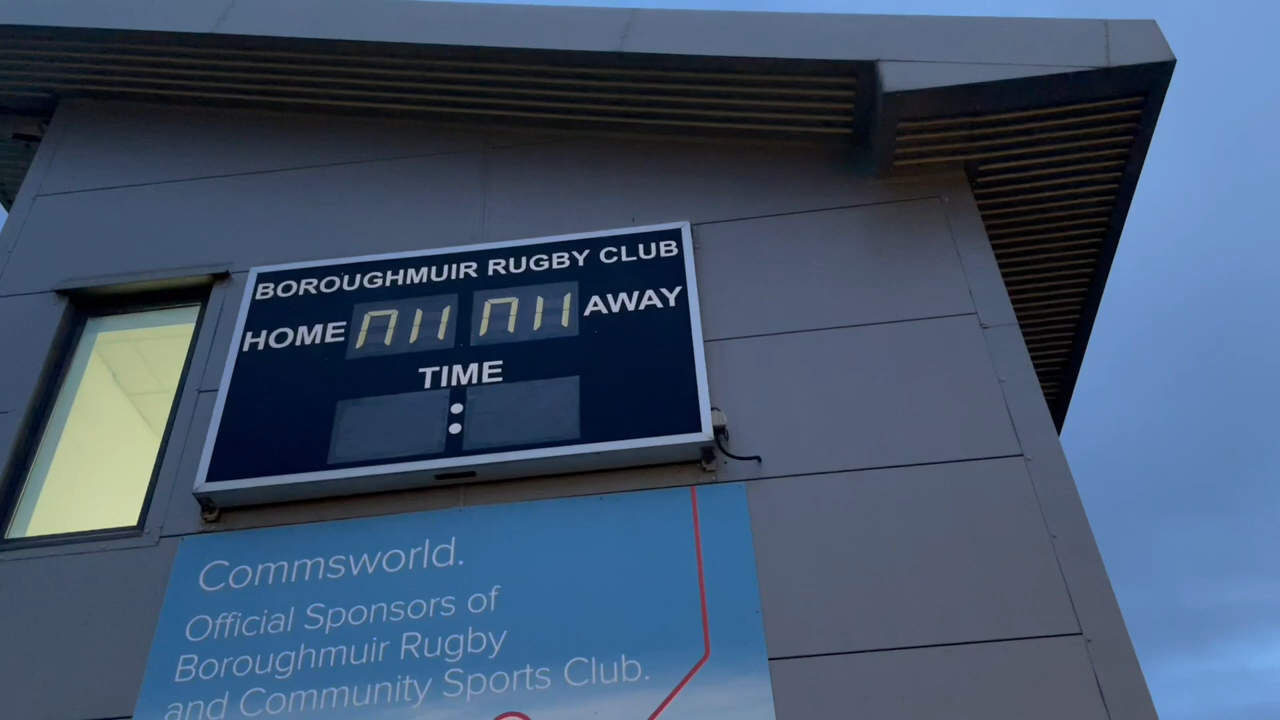 BOROUGHMUIR RUGBY CLUB
HOME AWAY
TIME
:
Commsworld.
Official Sponsors of
Boroughmuir Rugby
and Community Sports Club.